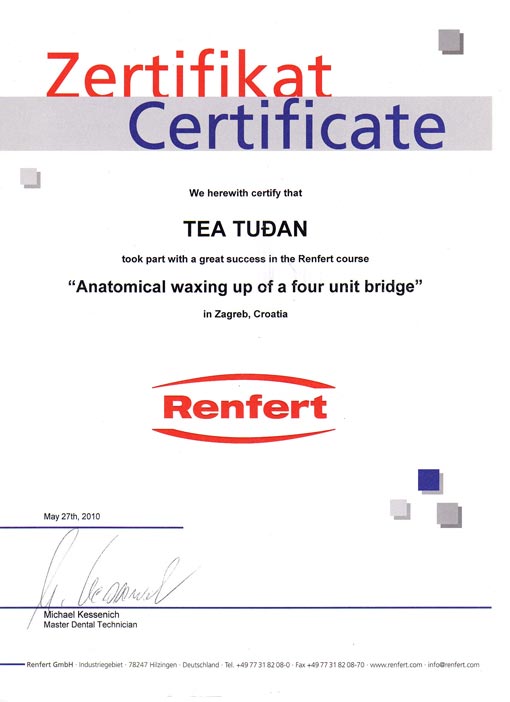 Zertifikat
Certificate
We herewith certify that
TEA TUĐAN
took part with a great success in the Renfert course
“Anatomical waxing up of a four unit bridge”
in Zagreb, Croatia
Renfert
May 27th, 2010
Michael Kessenich
Master Dental Technician
Renfert GmbH · Industriegebiet · 78247 Hilzingen · Deutschland · Tel. +49 77 31 82 08-0 · Fax +49 77 31 82 08-70 · www.renfert.com · info@renfert.com